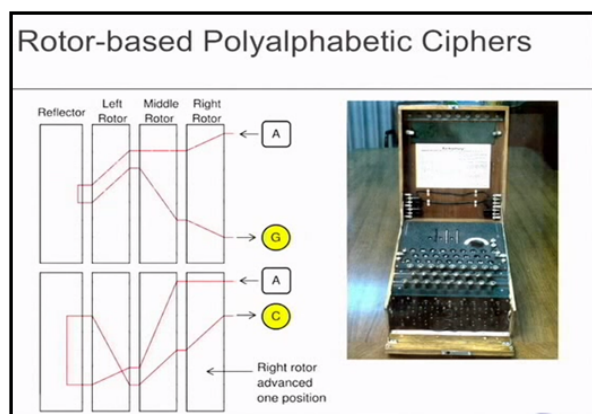 Rotor-based Polyalphabetic Ciphers
Reflector
Left
Rotor
Middle
Rotor
Right
Rotor
A
G
A
C
Right rotor
advanced
one position